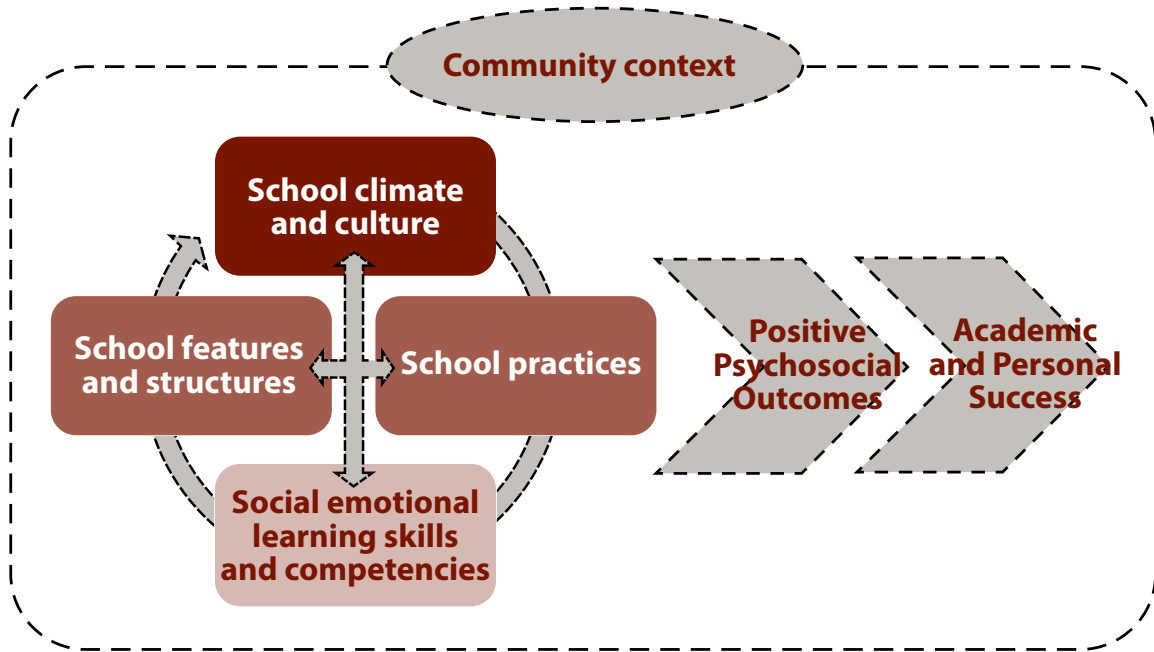 Community context
School climate
and culture
School features
and structures
School practices
Social emotional
learning skills
and competencies
Positive
Psychosocial
Outcomes
Academic
and Personal
Success